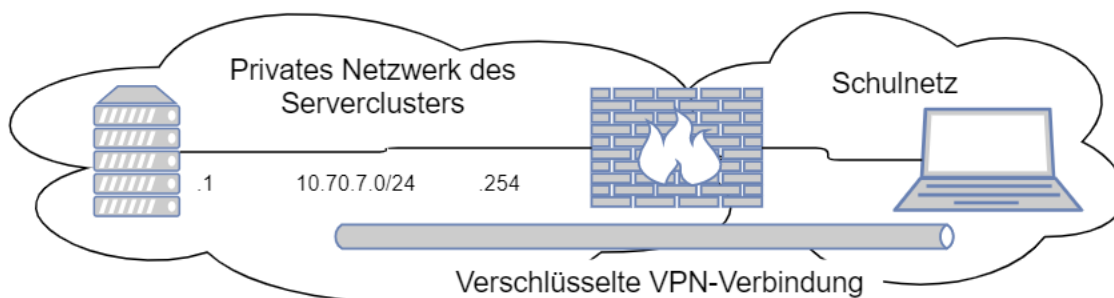 Privates Netzwerk des
Serverclusters
Schulnetz
.1
10.70.7.0/24
.254
Verschlüsselte VPN-Verbindung